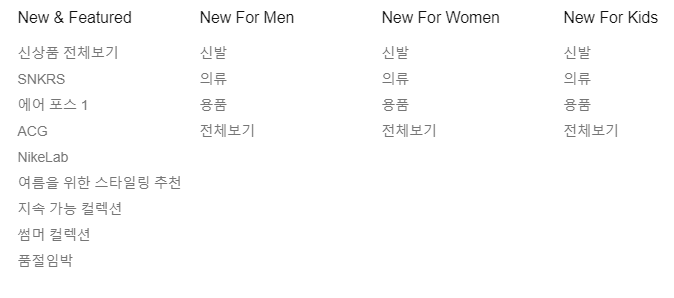 New & Featured
신상품 전체보기
SNKRS
에어 포스 1
ACG
NikeLab
여름을 위한 스타일링 추천
지속 가능 컬렉션
썸머 컬렉션
품절임박
New For Men
신발
의류
용품
전체보기
New For Women
신발
의류
용품
전체보기
New For Kids
신발
의류
용품
전체보기